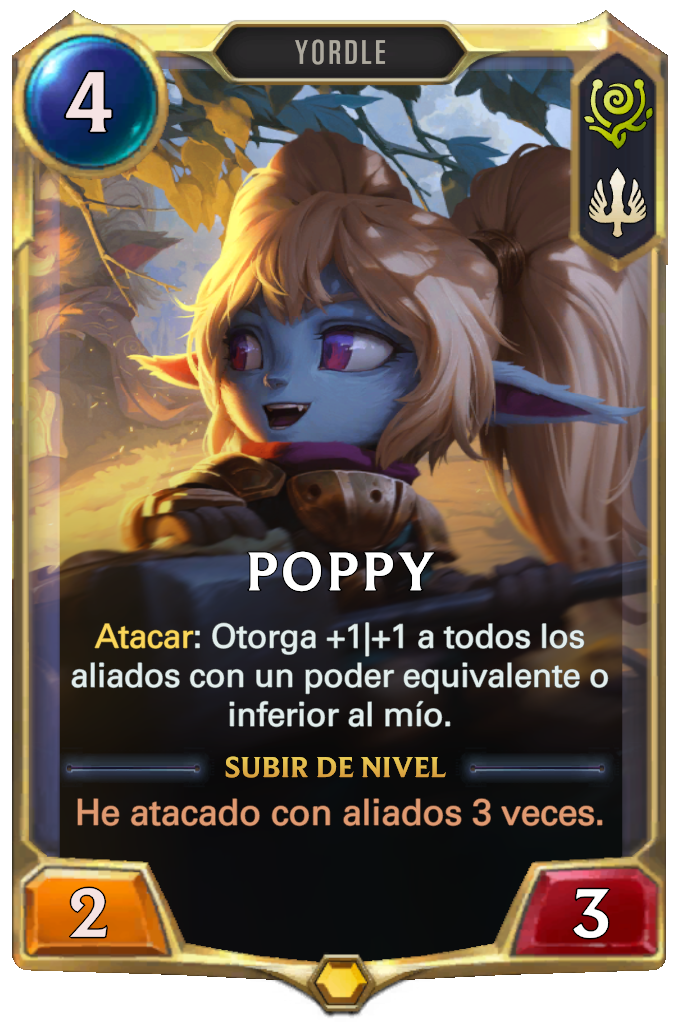 4
YORDLE
POPPY
Atacar: Otorga +1|+1 a todos los
aliados con un poder equivalente o
inferior al mío.
SUBIR DE NIVEL
He atacado con aliados 3 veces.
2
3